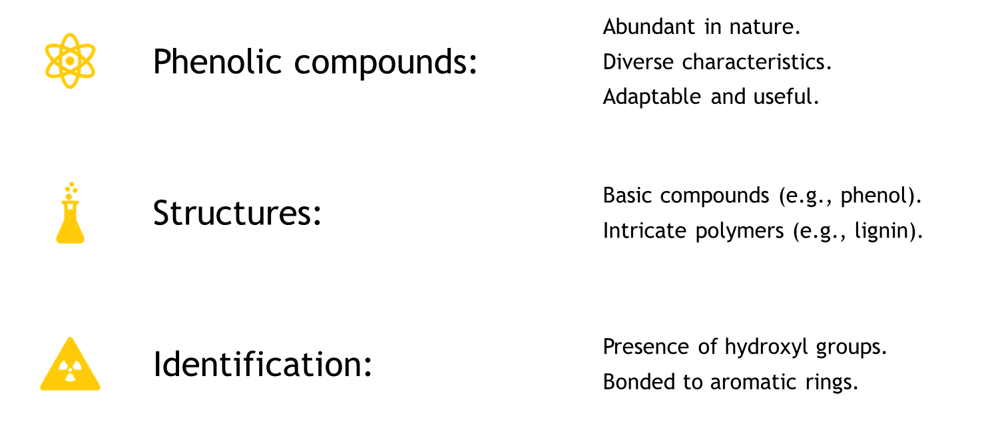 Phenolic compounds:
Abundant in nature.
Diverse characteristics.
Adaptable and useful.
Structures:
Basic compounds (e.g., phenol).
Intricate polymers (e.g., lignin).
Identification:
Presence of hydroxyl groups.
Bonded to aromatic rings.